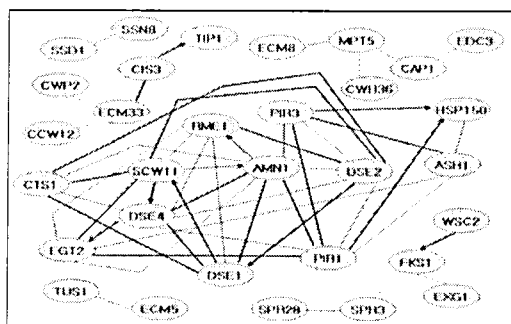 SSN8
TIP1
SSD1
ECM8
MPT5
EDC3
CIS3
CAP1
CWP2
CWH36
ECM33
PIR3
HSP150
RME1
CCW12
ASH1
SCW11
AMN1
DSE2
CTS1
DSE4
WSC2
EGT2
PIR1
FKS1
DSE1
TUS1
EXG1
ECM5
SPR28
SPR3